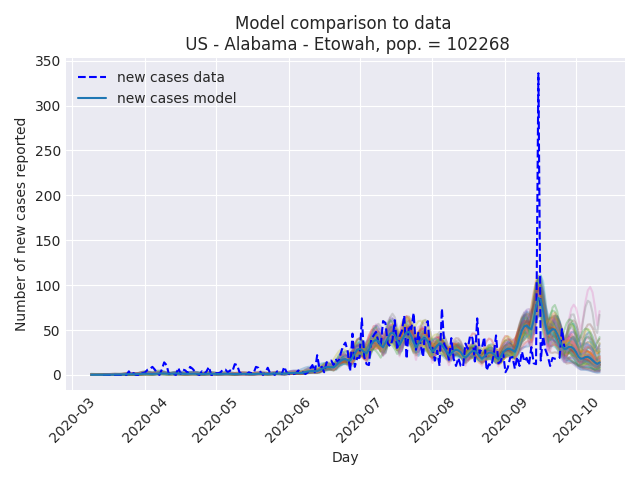 Model comparison to data
US - Alabama - Etowah, pop. = 102268
new cases data
new cases model
Number of new cases reported
350
300
250
200
150
100
50
0
2020-03
2020-04
2020-05
2020-06
2020-07
2020-08
2020-09
2020-10
Day